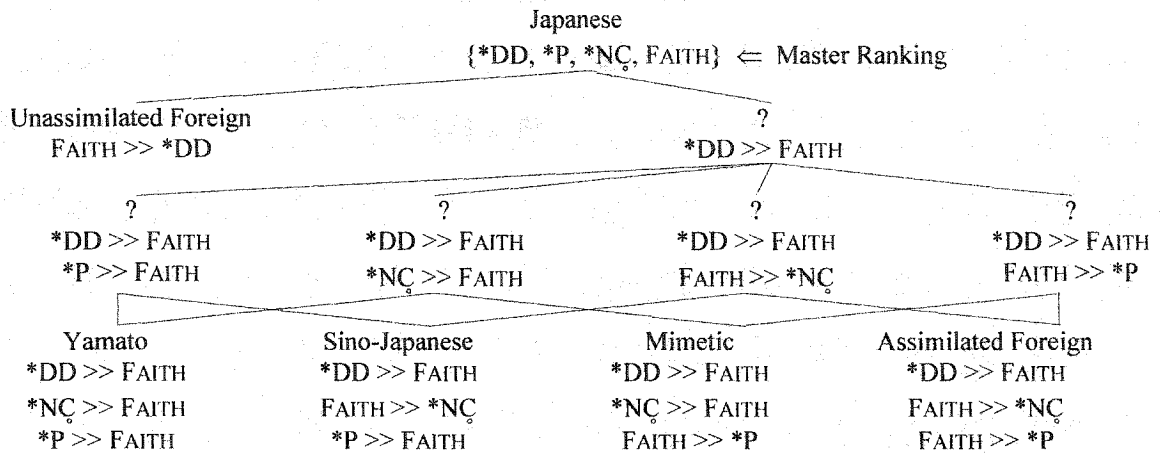 Japanese
{*DD, *P, *NC̥, FAITH} ⇐ Master Ranking
Unassimilated Foreign ?
FAITH >> *DD *DD >> FAITH
? ? ? ?
*DD >> FAITH *DD >> FAITH *DD >> FAITH *DD >> FAITH
*P >> FAITH *NC̥ >> FAITH FAITH >> *NC̥ FAITH >> *P
Yamato Sino-Japanese Mimetic Assimilated Foreign
*DD >> FAITH *DD >> FAITH *DD >> FAITH *DD >> FAITH
*NC̥ >> FAITH FAITH >> *NC̥ *NC̥ >> FAITH FAITH >> *NC̥
*P >> FAITH *P >> FAITH FAITH >> *P FAITH >> *P